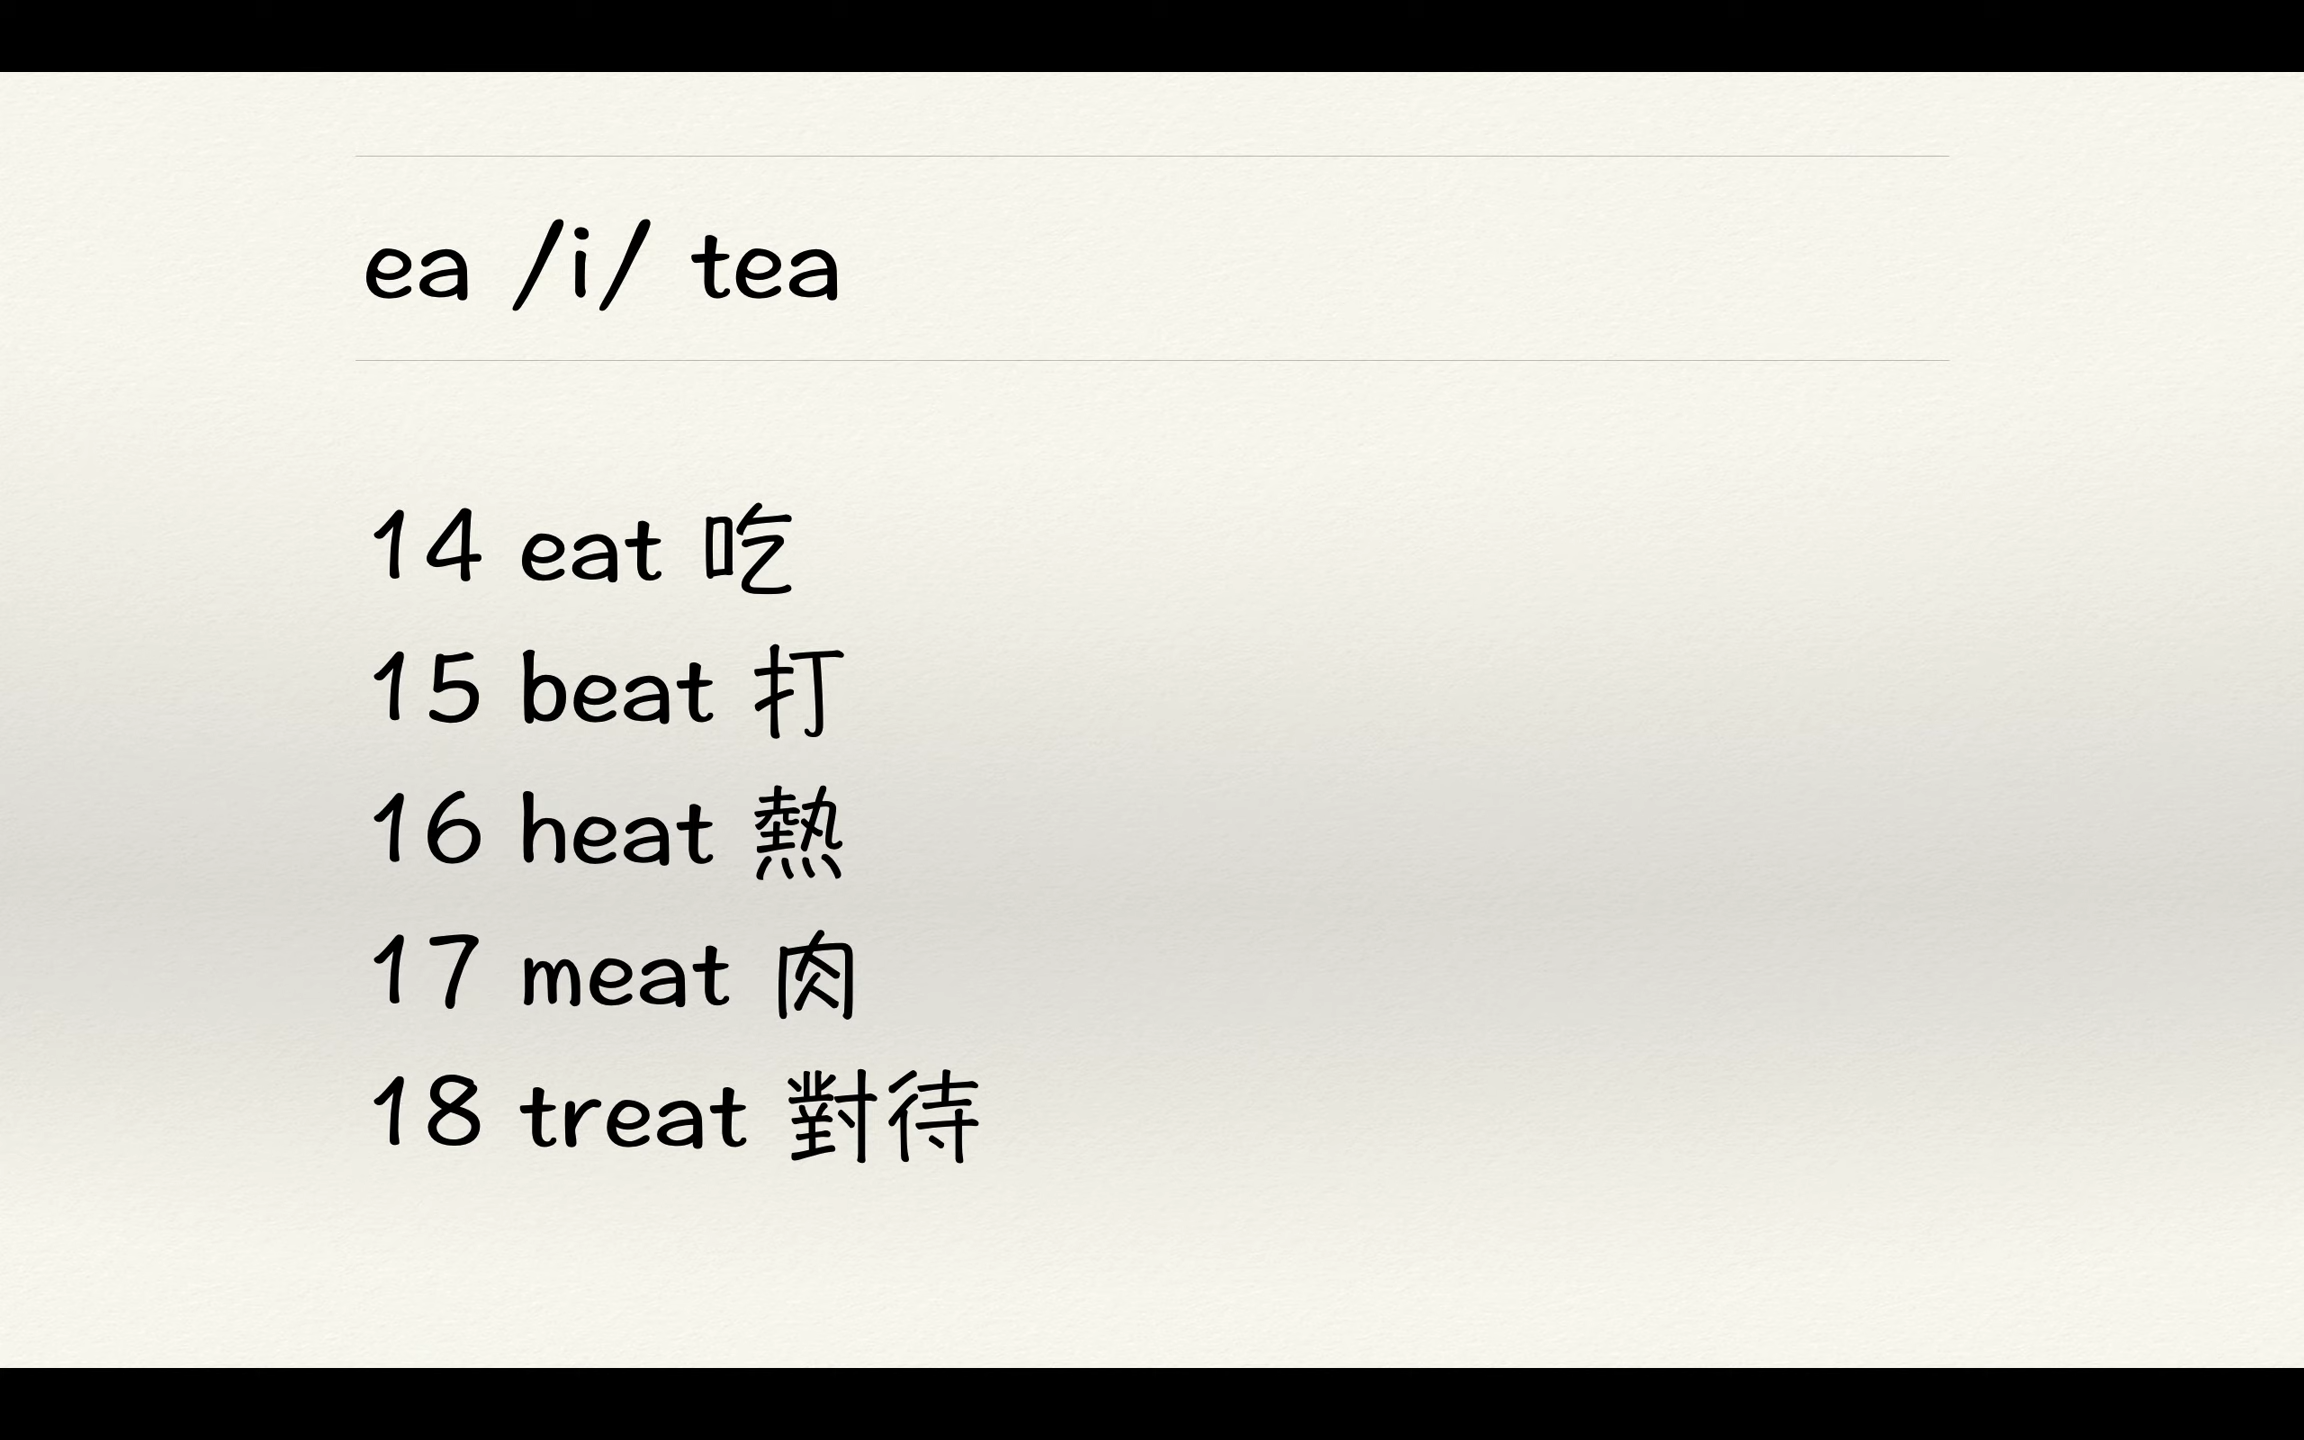 ea /i/ tea
14 eat 吃
15 beat 打
16 heat 熱
17 meat 肉
18 treat 對待